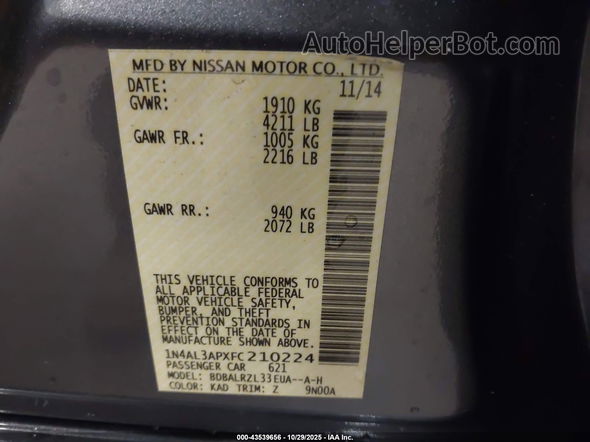 AutoHelperBot.com
MFD BY NISSAN MOTOR CO., LTD.
DATE: 11/14
GVWR: 1910 KG
4211 LB
GAWR FR.: 1005 KG
2216 LB
GAWR RR.: 940 KG
2072 LB
THIS VEHICLE CONFORMS TO
ALL APPLICABLE FEDERAL
MOTOR VEHICLE SAFETY,
BUMPER, AND THEFT
PREVENTION STANDARDS IN
EFFECT ON THE DATE OF
MANUFACTURE SHOWN ABOVE.
1N4AL3APXFC210224
PASSENGER CAR 621
MODEL: BDBALRZL33EUA--A-H
COLOR: KAD TRIM: Z 9N00A
000-43539656 - 10/29/2025 - IAA Inc.